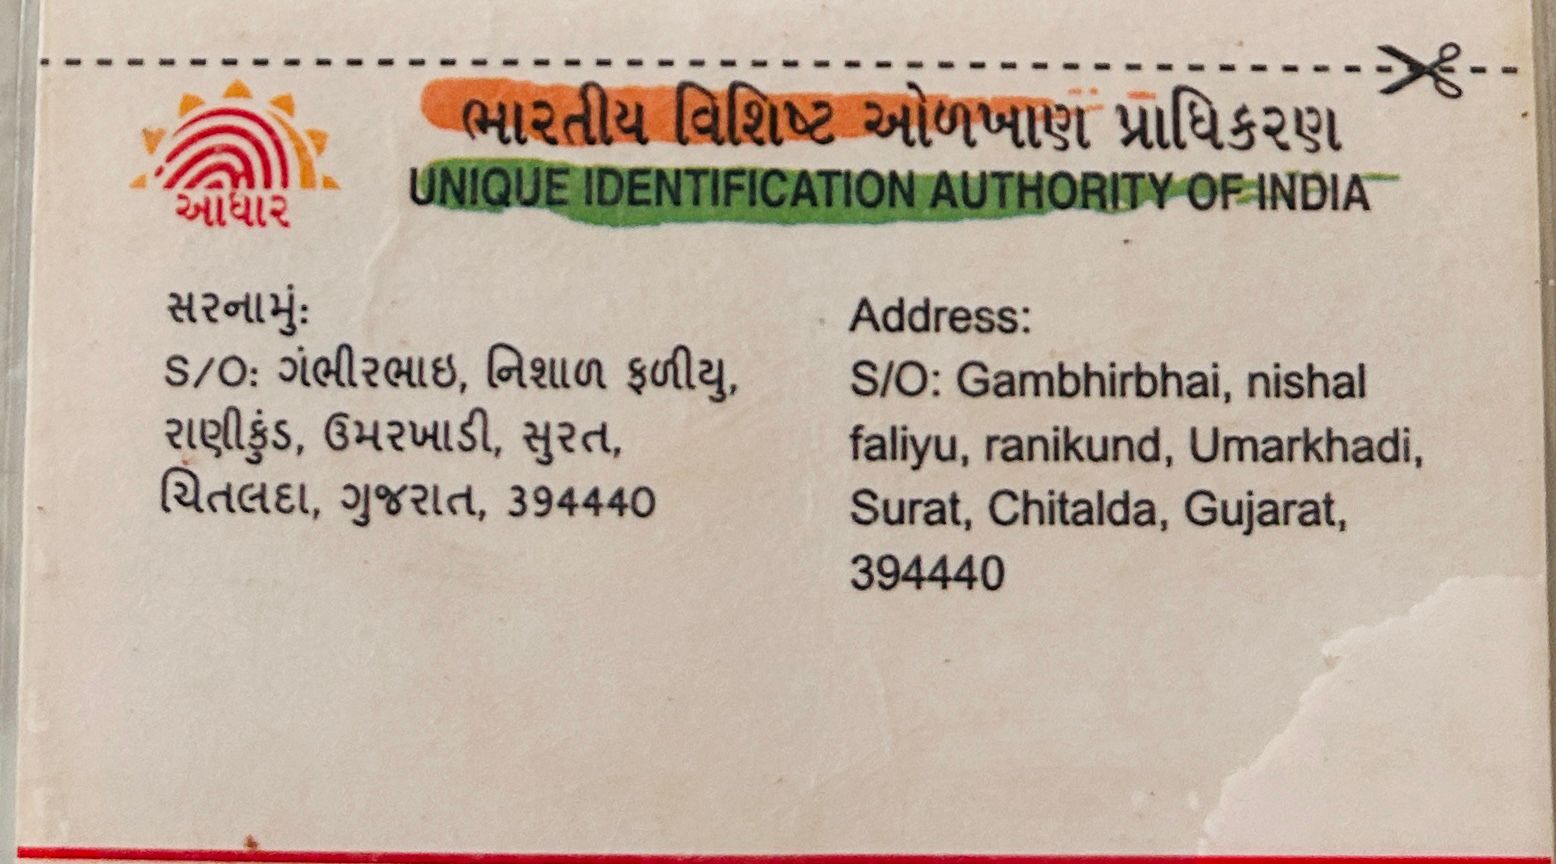 ભારતીય વિશિષ્ટ ઓળખાણ પ્રાધિકરણ
UNIQUE IDENTIFICATION AUTHORITY OF INDIA
આધાર
સરનામું:
S/O: ગંભીરભાઇ, નિશાળ ફળીયુ,
રાણીકુંડ, ઉમરખાડી, સુરત,
ચિતલદા, ગુજરાત, 394440
Address:
S/O: Gambhirbhai, nishal
faliyu, ranikund, Umarkhadi,
Surat, Chitalda, Gujarat,
394440